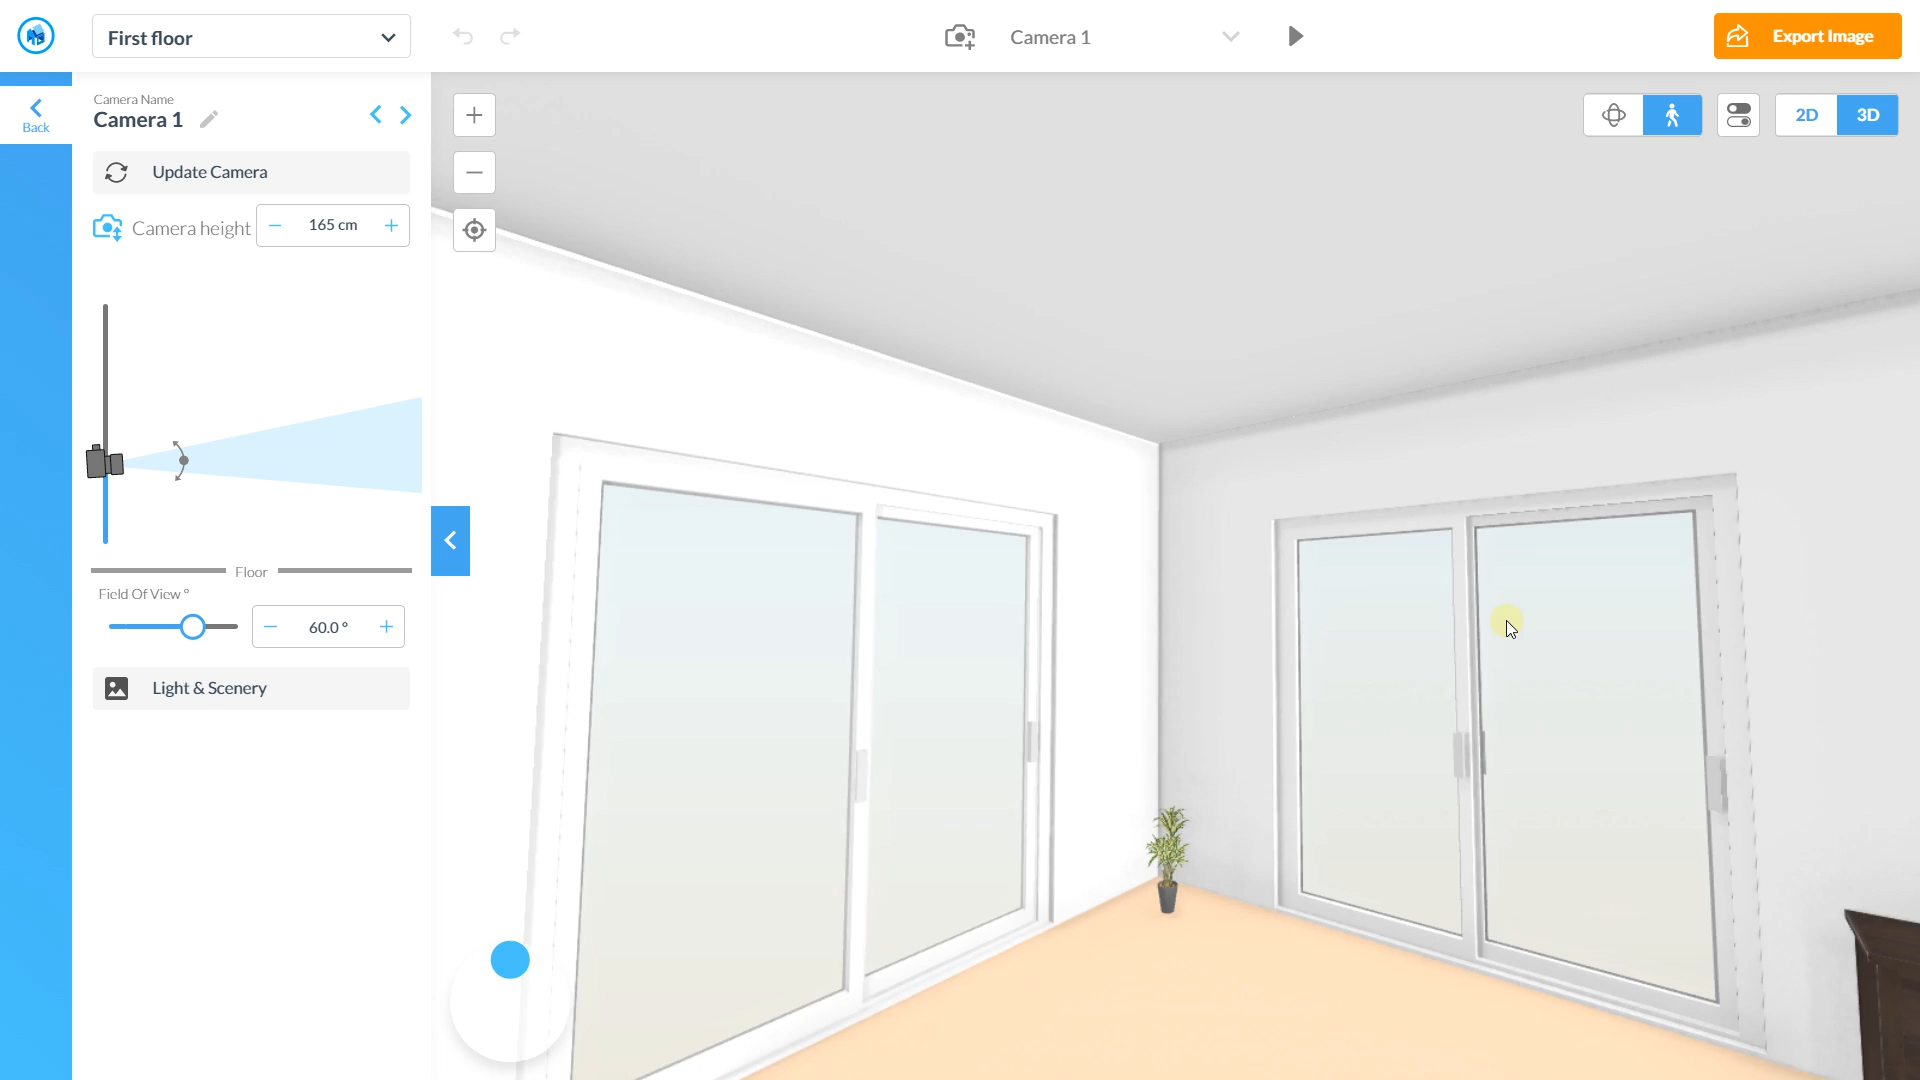 First floor
Camera 1
Export Image
Back
Camera Name
Camera 1
Update Camera
Camera height
165 cm
2D
3D
Floor
Field Of View °
60.0 °
Light & Scenery